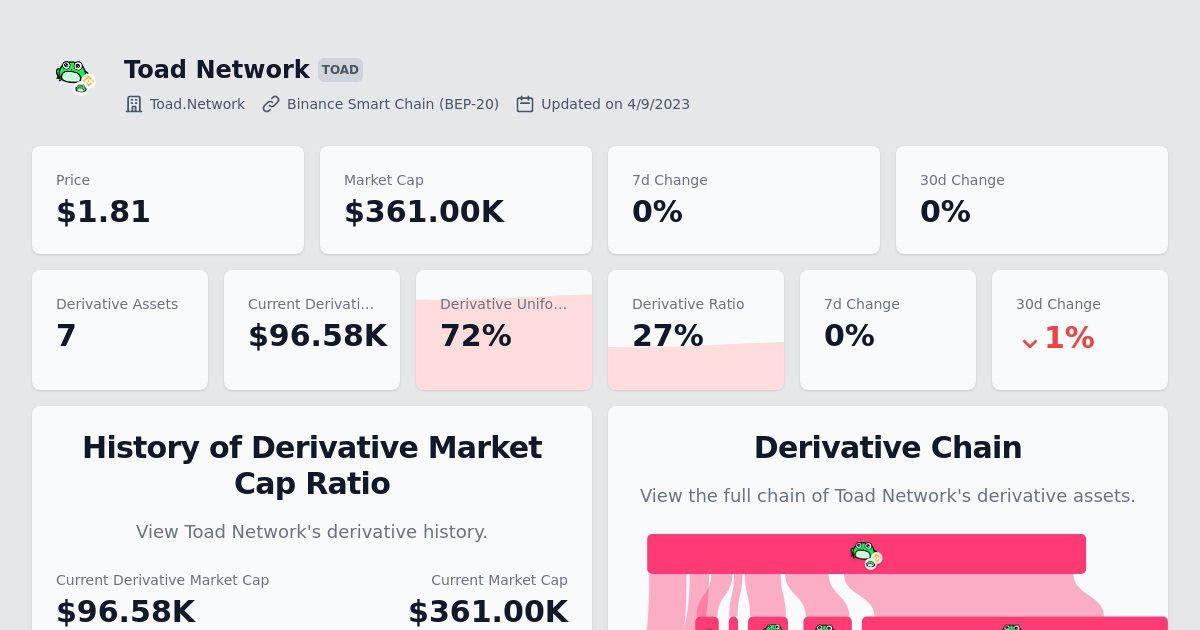 Toad Network TOAD
Toad.Network Binance Smart Chain (BEP-20) Updated on 4/9/2023
Price
$1.81
Market Cap
$361.00K
7d Change
0%
30d Change
0%
Derivative Assets
7
Current Derivati...
$96.58K
Derivative Unifo...
72%
Derivative Ratio
27%
7d Change
0%
30d Change
1%
History of Derivative Market
Cap Ratio
View Toad Network's derivative history.
Current Derivative Market Cap
$96.58K
Current Market Cap
$361.00K
Derivative Chain
View the full chain of Toad Network's derivative assets.